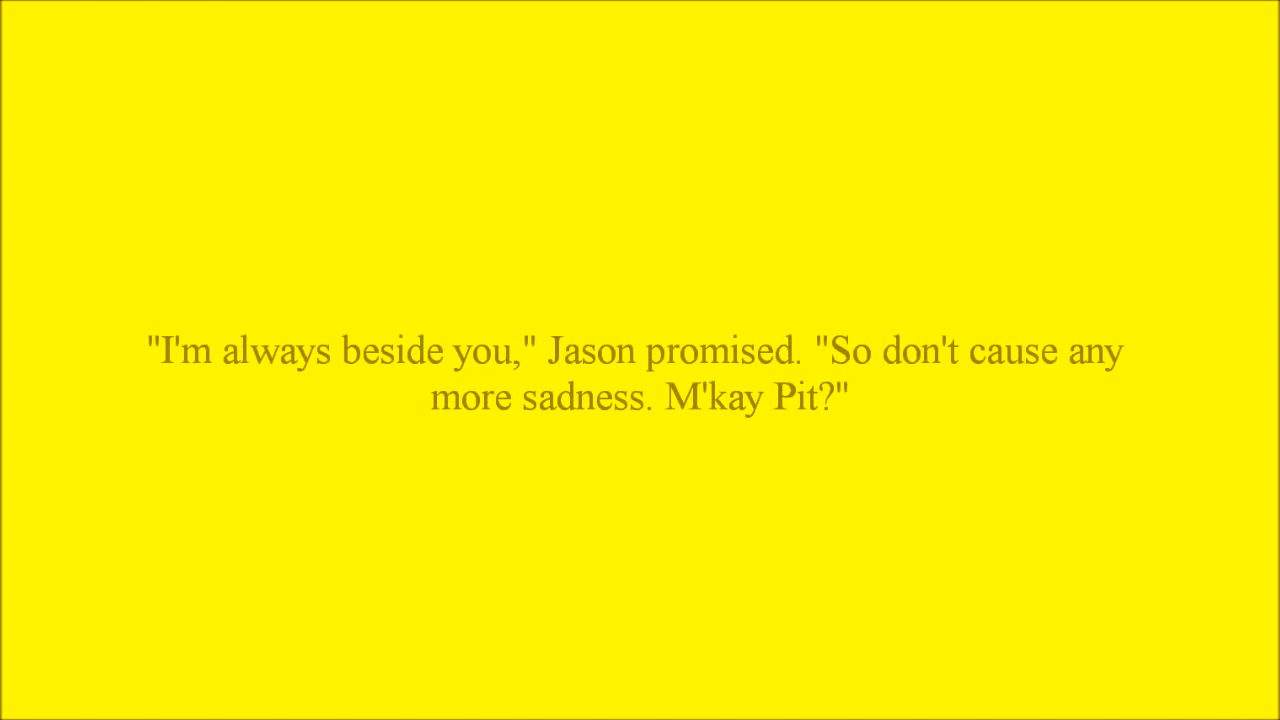 "I'm always beside you," Jason promised. "So don't cause any
more sadness. M'kay Pit?"